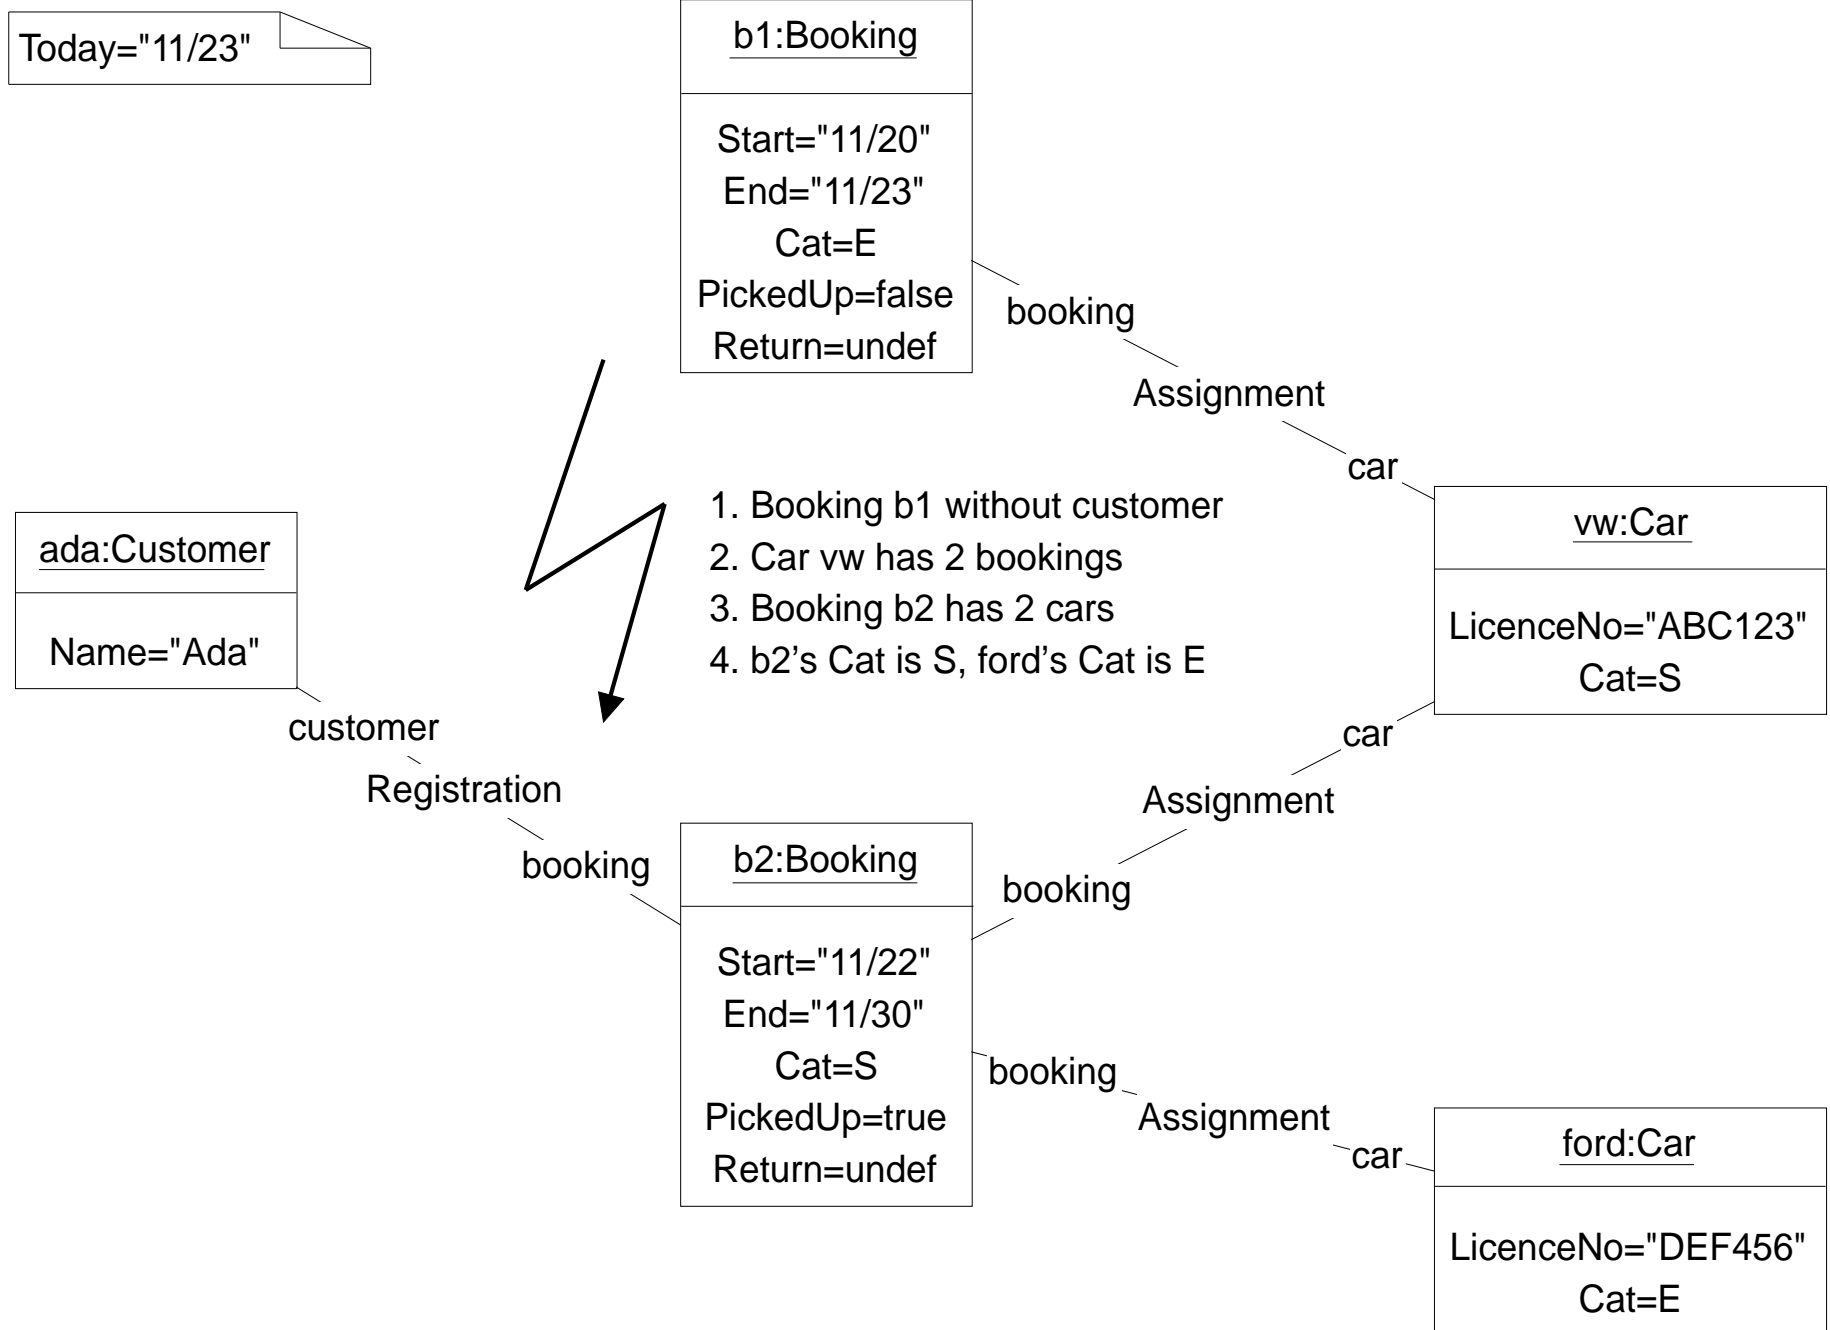 Today="11/23"
b1:Booking
Start="11/20"
End="11/23"
Cat=E
PickedUp=false
Return=undef
booking
Assignment
car
1. Booking b1 without customer
2. Car vw has 2 bookings
3. Booking b2 has 2 cars
4. b2’s Cat is S, ford’s Cat is E
vw:Car
LicenceNo="ABC123"
Cat=S
ada:Customer
Name="Ada"
customer
Registration
booking
car
Assignment
booking
b2:Booking
Start="11/22"
End="11/30"
Cat=S
PickedUp=true
Return=undef
booking
Assignment
car
ford:Car
LicenceNo="DEF456"
Cat=E